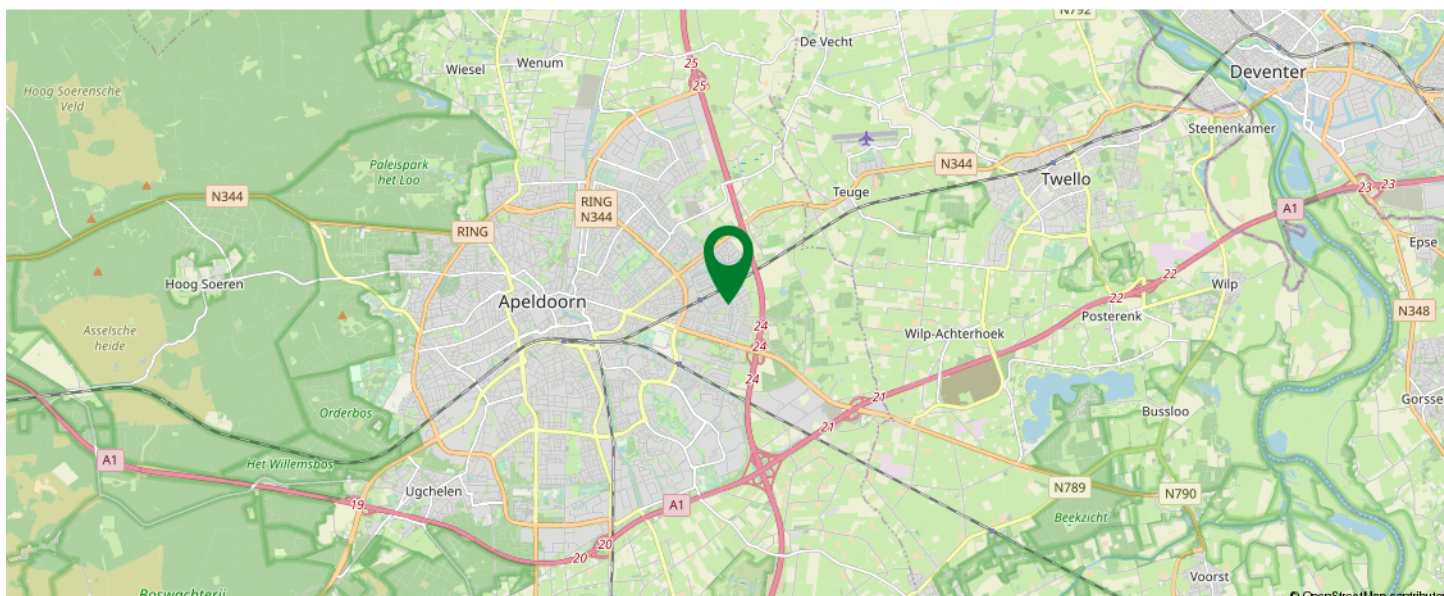 N792
De Vecht
25
Wiesel
Wenum
25
Deventer
Hoog Soerensche
Veld
Steenenkamer
Paleispark
het Loo
N344
Twello
23
23
N344
Teuge
RING
N344
A1
RING
Epse
22
Hoog Soeren
Wilp
Apeldoorn
22
N348
Posterenk
24
Asselsche
heide
Wilp-Achterhoek
24
24
21
Gorsse
Orderbos
Bussloo
21
A1
Het Willemsbos
Ugchelen
N789
N790
19
A1
Beekzicht
20
20
Voorst
Boswachterij
© OpenStreetMap contributor